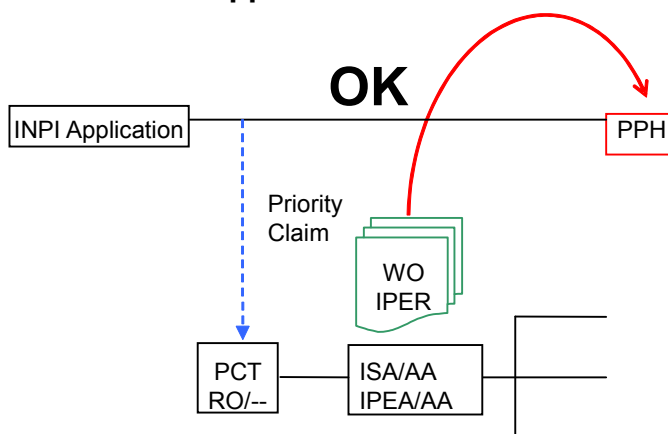 OK
INPI Application
PPH
Priority
Claim
WO
IPER
PCT
RO/--
ISA/AA
IPEA/AA